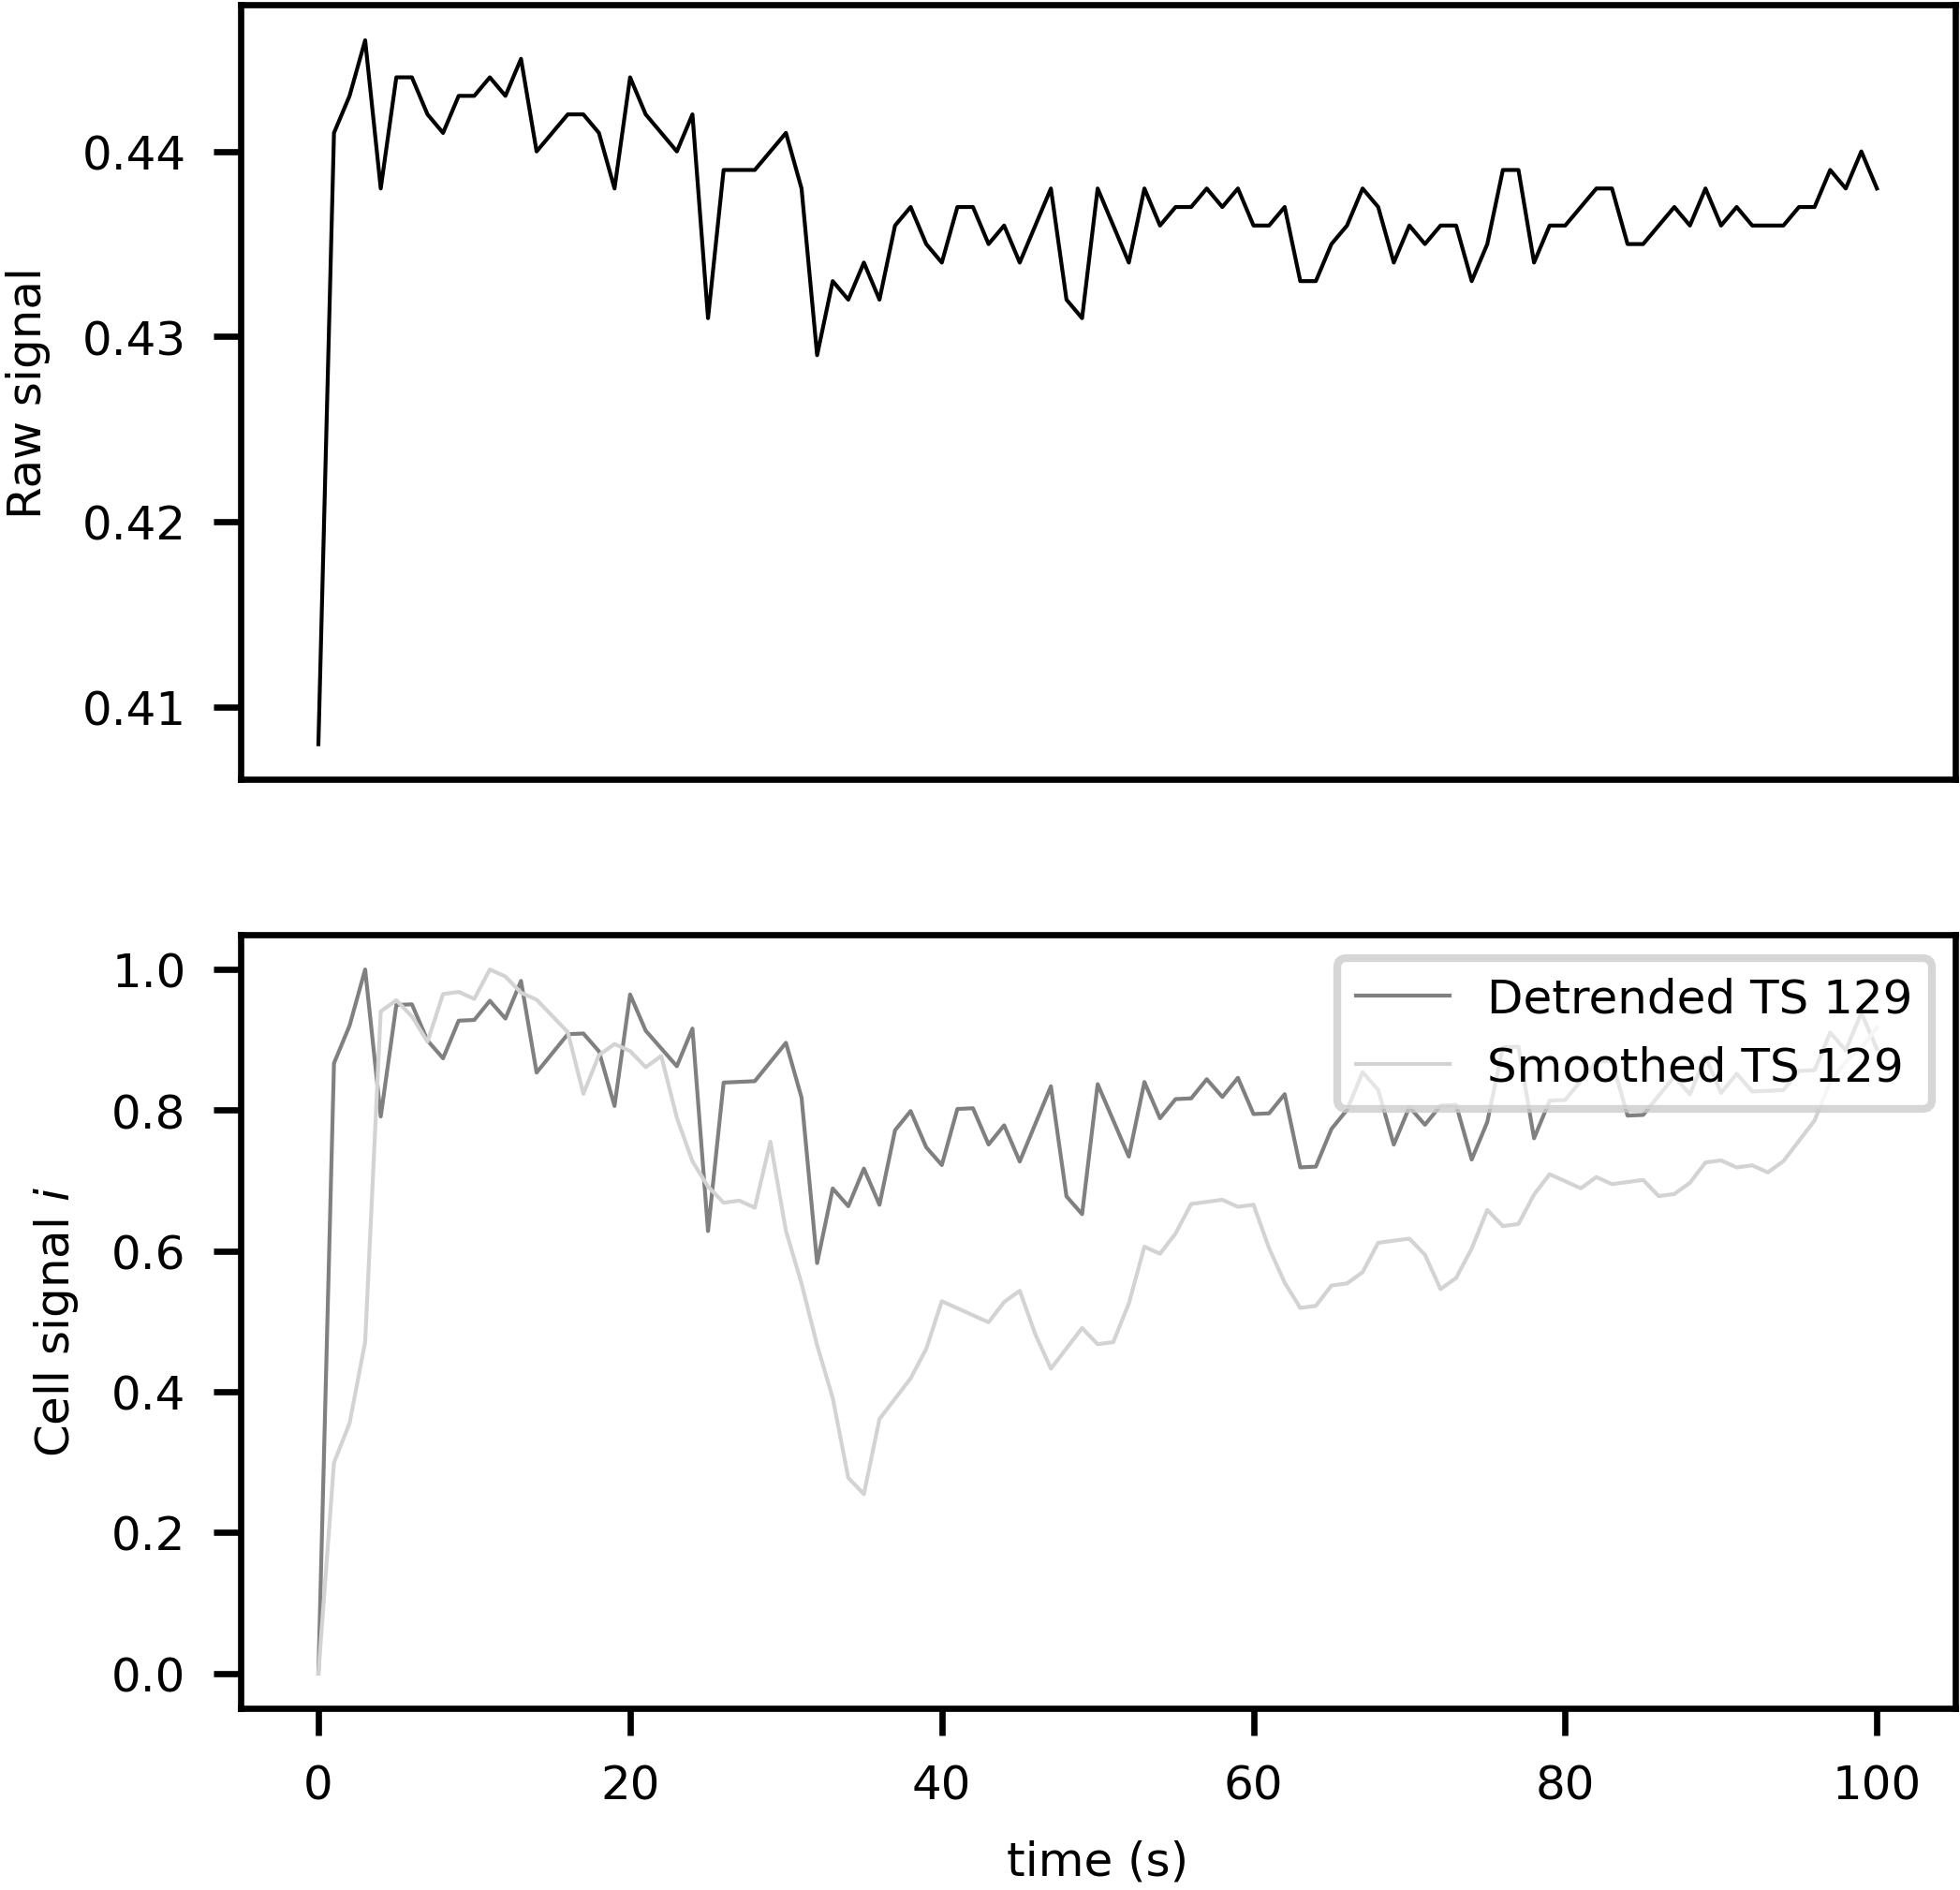 Raw signal
0.44
0.43
0.42
0.41
Cell signal i
1.0
0.8
0.6
0.4
0.2
0.0
Detrended TS 129
Smoothed TS 129
0 20 40 60 80 100
time (s)